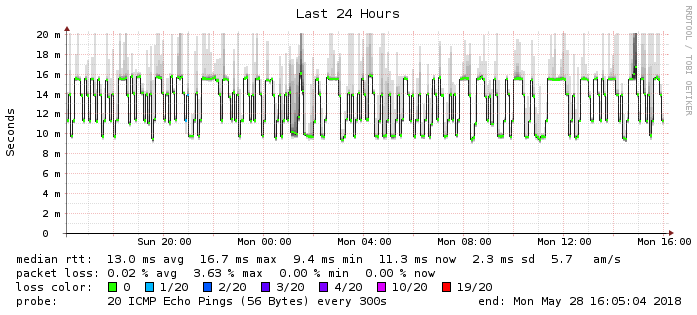 Last 24 Hours
RRDTOOL / TOBI OETIKER
Seconds
20 m
18 m
16 m
14 m
12 m
10 m
8 m
6 m
4 m
2 m
0
Sun 20:00 Mon 00:00 Mon 04:00 Mon 08:00 Mon 12:00 Mon 16:00
median rtt: 13.0 ms avg 16.7 ms max 9.4 ms min 11.3 ms now 2.3 ms sd 5.7 am/s
packet loss: 0.02 % avg 3.63 % max 0.00 % min 0.00 % now
loss color: 0 1/20 2/20 3/20 4/20 10/20 19/20
probe: 20 ICMP Echo Pings (56 Bytes) every 300s end: Mon May 28 16:05:04 2018